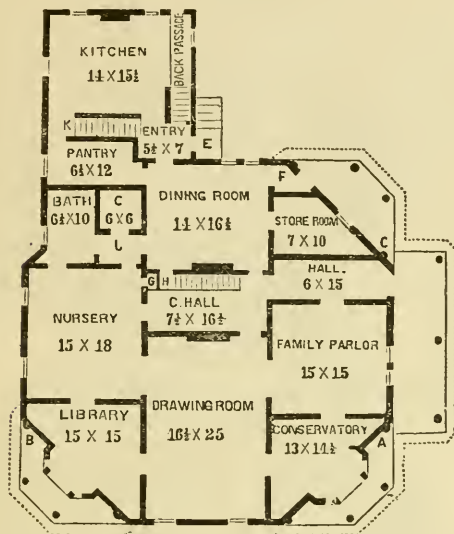 KITCHEN
14 X 15½
BACK PASSAGE
K
ENTRY
5½ X 7
E
PANTRY
6½ X 12
BATH
6½ X 10
C
6 X 6
C
DINING ROOM
14 X 16½
F
STORE ROOM
7 X 10
C
HALL
6 X 15
G
H
C. HALL
7½ X 16½
NURSERY
15 X 18
FAMILY PARLOR
15 X 15
LIBRARY
15 X 15
B
DRAWING ROOM
16½ X 25
CONSERVATORY
13 X 14½
A